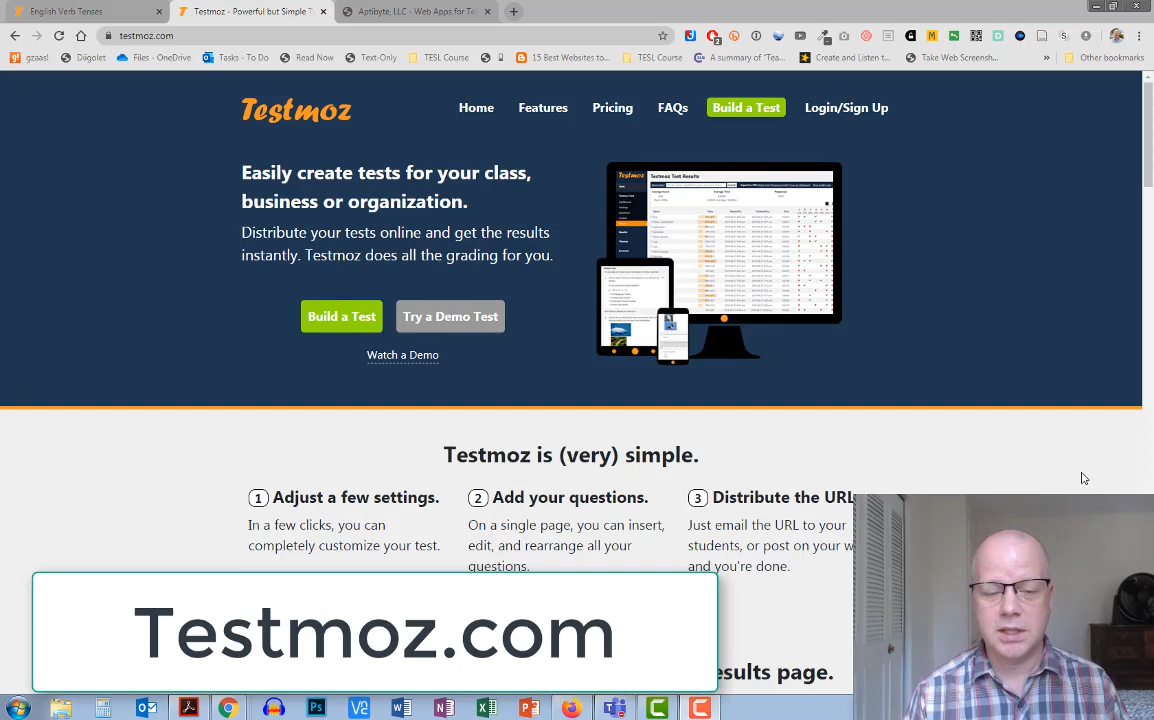 English Verb Tenses
Testmoz - Powerful but Simple T
Aptibyte, LLC - Web Apps for Te
testmoz.com
gzaas!
Diigolet
Files - OneDrive
Tasks - To Do
Read Now
Text-Only
TESL Course
15 Best Websites to...
TESL Course
A summary of "Tea...
Create and Listen t...
Take Web Screensh...
»
Other bookmarks
Testmoz
Home
Features
Pricing
FAQs
Build a Test
Login/Sign Up
Easily create tests for your class,
business or organization.
Distribute your tests online and get the results
instantly. Testmoz does all the grading for you.
Build a Test
Try a Demo Test
Watch a Demo
Testmoz Test Results
Testmoz is (very) simple.
1 Adjust a few settings.
In a few clicks, you can
completely customize your test.
2 Add your questions.
On a single page, you can insert,
edit, and rearrange all your
questions.
3 Distribute the URL
Just email the URL to your
students, or post on your w
and you're done.
Testmoz.com
esults page.